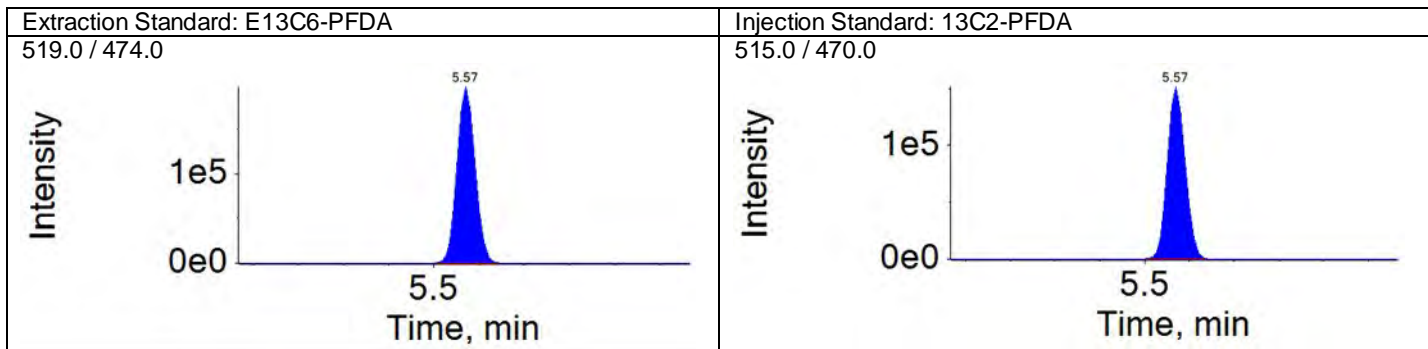 Extraction Standard: E13C6-PFDA
519.0 / 474.0
5.57
Intensity
1e5
0e0
5.5
Time, min
Injection Standard: 13C2-PFDA
515.0 / 470.0
5.57
Intensity
1e5
0e0
5.5
Time, min